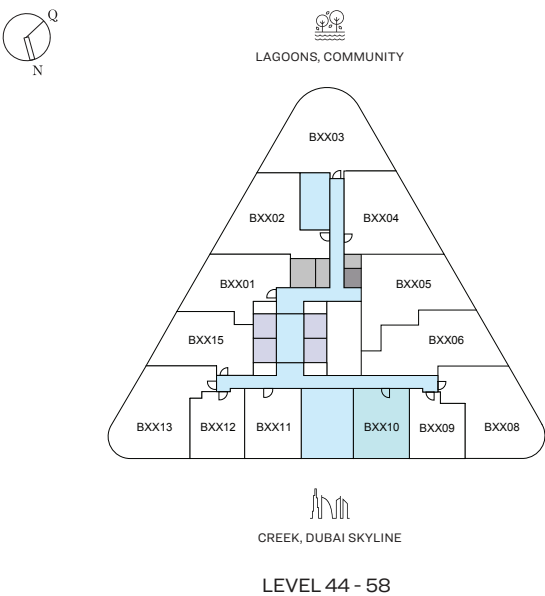 Q
N
LAGOONS, COMMUNITY
BXX03
BXX02
BXX04
BXX01
BXX05
BXX15
BXX06
BXX13
BXX12
BXX11
BXX10
BXX09
BXX08
CREEK, DUBAI SKYLINE
LEVEL 44 - 58